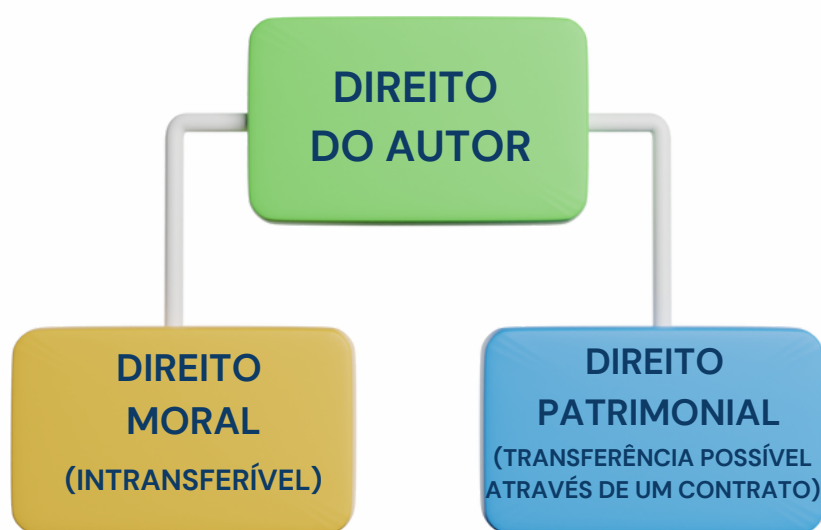 DIREITO
DO AUTOR
DIREITO
MORAL
(INTRANSFERÍVEL)
DIREITO
PATRIMONIAL
(TRANSFERÊNCIA POSSÍVEL
ATRAVÉS DE UM CONTRATO)